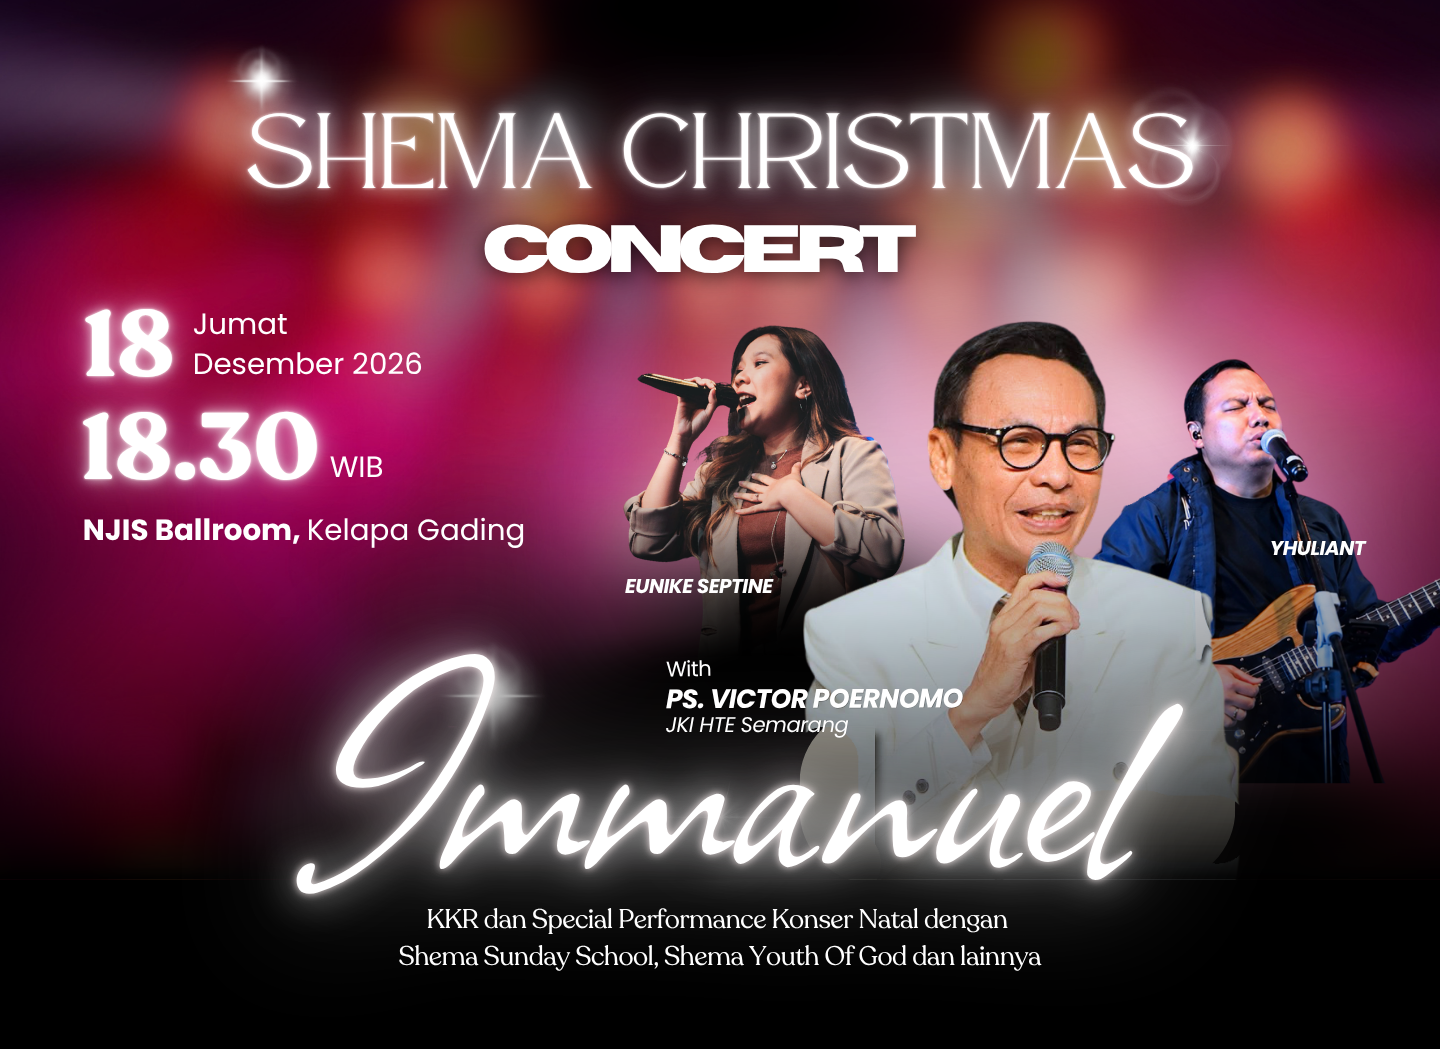 SHEMA CHRISTMAS
CONCERT
18 Jumat
Desember 2026
18.30 WIB
NJIS Ballroom, Kelapa Gading
EUNIKE SEPTINE
YHULIANT
With
PS. VICTOR POERNOMO
JKI HTE Semarang
Immanuel
KKR dan Special Performance Konser Natal dengan
Shema Sunday School, Shema Youth Of God dan lainnya